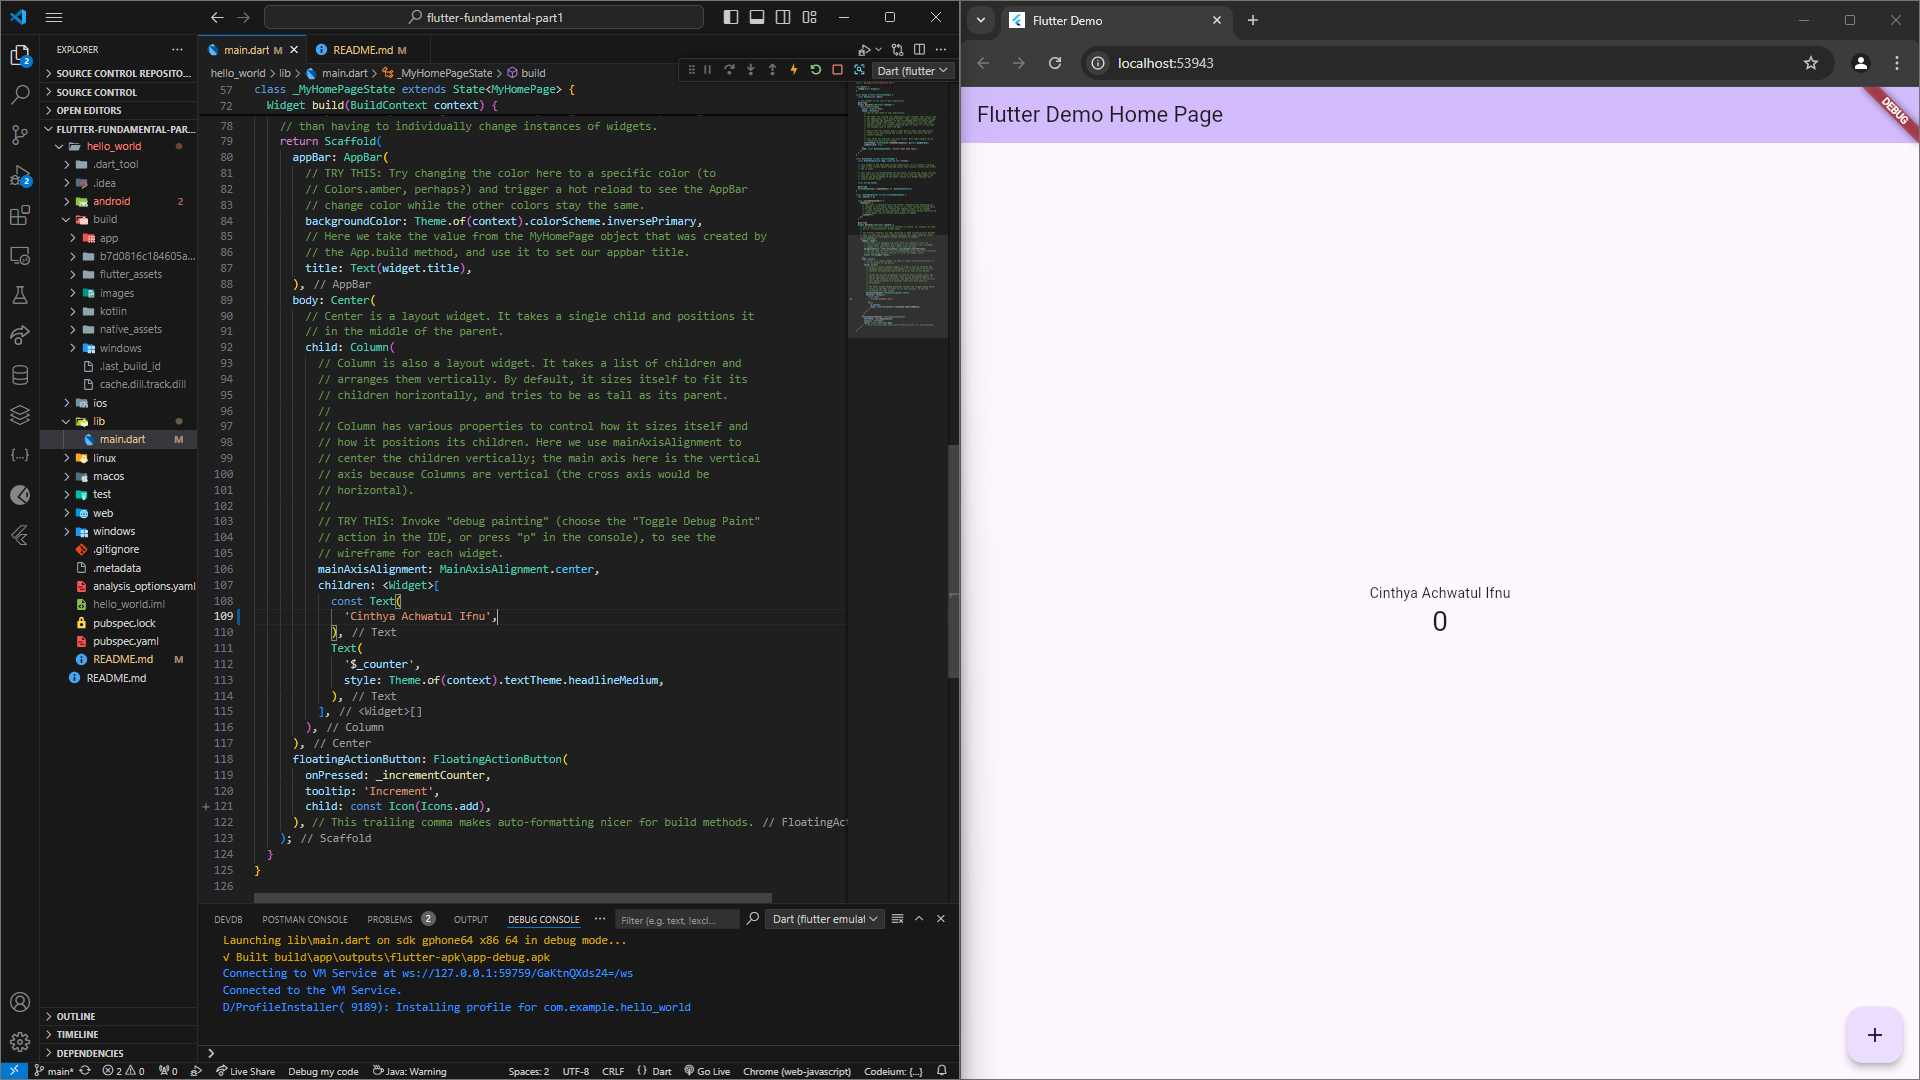 flutter-fundamental-part1
EXPLORER
SOURCE CONTROL REPOSITO...
SOURCE CONTROL
OPEN EDITORS
FLUTTER-FUNDAMENTAL-PAR...
hello_world
.dart_tool
.idea
android 2
build
app
b7d0816c184605a...
flutter_assets
images
kotlin
native_assets
windows
.last_build_id
cache.dill.track.dill
ios
lib
main.dart M
linux
macos
test
web
windows
.gitignore
.metadata
analysis_options.yaml
hello_world.iml
pubspec.lock
pubspec.yaml
README.md M
README.md
OUTLINE
TIMELINE
DEPENDENCIES
2
2
main.dart M
README.md M
hello_world > lib > main.dart > _MyHomePageState > build
Dart (flutter
57 class _MyHomePageState extends State<MyHomePage> {
72 Widget build(BuildContext context) {
78 // than having to individually change instances of widgets.
79 return Scaffold(
80 appBar: AppBar(
81 // TRY THIS: Try changing the color here to a specific color (to
82 // Colors.amber, perhaps?) and trigger a hot reload to see the AppBar
83 // change color while the other colors stay the same.
84 backgroundColor: Theme.of(context).colorScheme.inversePrimary,
85 // Here we take the value from the MyHomePage object that was created by
86 // the App.build method, and use it to set our appbar title.
87 title: Text(widget.title),
88 ), // AppBar
89 body: Center(
90 // Center is a layout widget. It takes a single child and positions it
91 // in the middle of the parent.
92 child: Column(
93 // Column is also a layout widget. It takes a list of children and
94 // arranges them vertically. By default, it sizes itself to fit its
95 // children horizontally, and tries to be as tall as its parent.
96 //
97 // Column has various properties to control how it sizes itself and
98 // how it positions its children. Here we use mainAxisAlignment to
99 // center the children vertically; the main axis here is the vertical
100 // axis because Columns are vertical (the cross axis would be
101 // horizontal).
102 //
103 // TRY THIS: Invoke "debug painting" (choose the "Toggle Debug Paint"
104 // action in the IDE, or press "p" in the console), to see the
105 // wireframe for each widget.
106 mainAxisAlignment: MainAxisAlignment.center,
107 children: <Widget>[
108 const Text(
109 'Cinthya Achwatul Ifnu',
110 ), // Text
111 Text(
112 '$_counter',
113 style: Theme.of(context).textTheme.headlineMedium,
114 ), // Text
115 ], // <Widget>[]
116 ), // Column
117 ), // Center
118 floatingActionButton: FloatingActionButton(
119 onPressed: _incrementCounter,
120 tooltip: 'Increment',
121 child: const Icon(Icons.add),
122 ), // This trailing comma makes auto-formatting nicer for build methods. // FloatingAct
123 ); // Scaffold
124 }
125 }
126
DEVDB POSTMAN CONSOLE PROBLEMS 2 OUTPUT DEBUG CONSOLE ... Filter (e.g. text, !excl... Dart (flutter emulat
Launching lib\main.dart on sdk gphone64 x86 64 in debug mode...
√ Built build\app\outputs\flutter-apk\app-debug.apk
Connecting to VM Service at ws://127.0.0.1:59759/GaKtnQXds24=/ws
Connected to the VM Service.
D/ProfileInstaller( 9189): Installing profile for com.example.hello_world
main* 2 0 0 Live Share Debug my code Java: Warning Spaces: 2 UTF-8 CRLF Dart Go Live Chrome (web-javascript) Codeium: {...}
Flutter Demo
localhost:53943
Flutter Demo Home Page
DEBUG
Cinthya Achwatul Ifnu
0
+